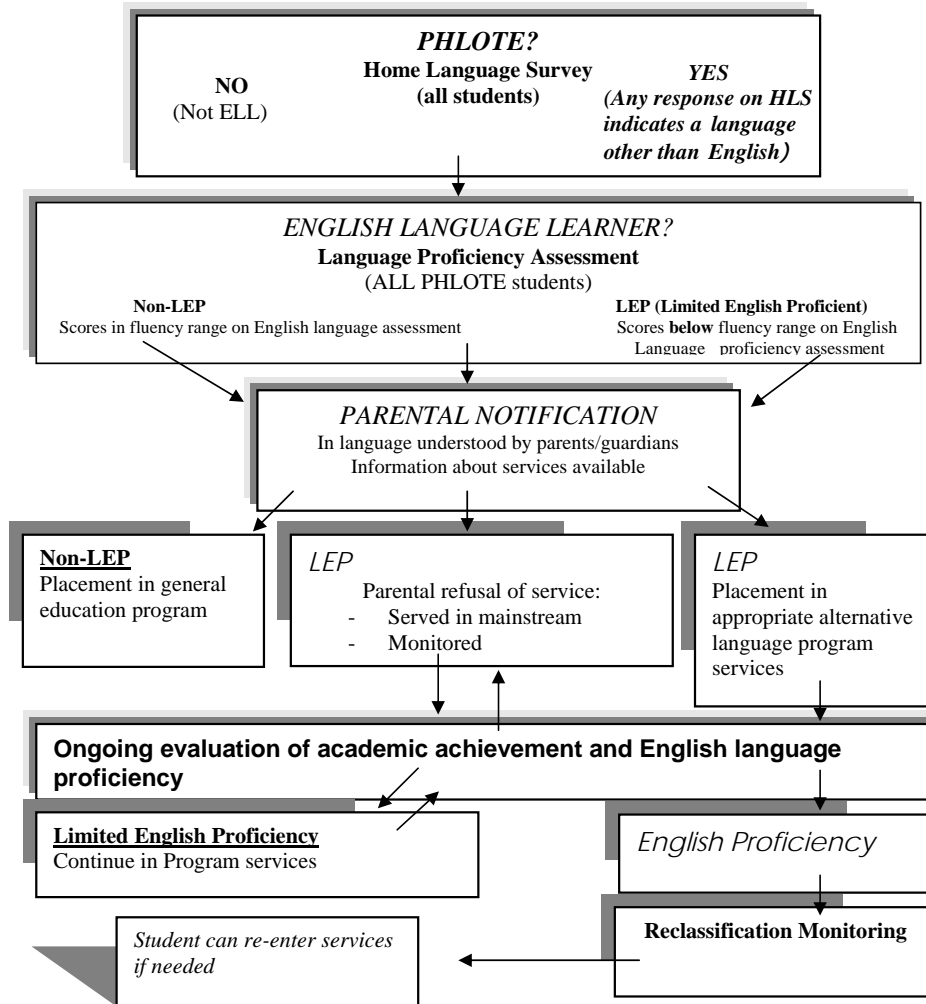 PHLOTE?
Home Language Survey
(all students)
NO
(Not ELL)
YES
(Any response on HLS
indicates a language
other than English)
ENGLISH LANGUAGE LEARNER?
Language Proficiency Assessment
(ALL PHLOTE students)
Non-LEP
Scores in fluency range on English language assessment
LEP (Limited English Proficient)
Scores below fluency range on English
Language proficiency assessment
PARENTAL NOTIFICATION
In language understood by parents/guardians
Information about services available
Non-LEP
Placement in general
education program
LEP
Parental refusal of service:
- Served in mainstream
- Monitored
LEP
Placement in
appropriate alternative
language program
services
Ongoing evaluation of academic achievement and English language
proficiency
Limited English Proficiency
Continue in Program services
English Proficiency
Reclassification Monitoring
Student can re-enter services
if needed